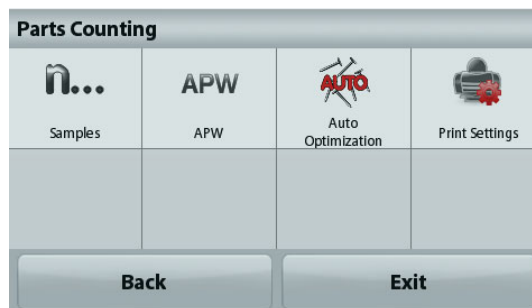 Parts Counting
n...
APW
AUTO
Samples
APW
Auto
Optimization
Print Settings
Back
Exit